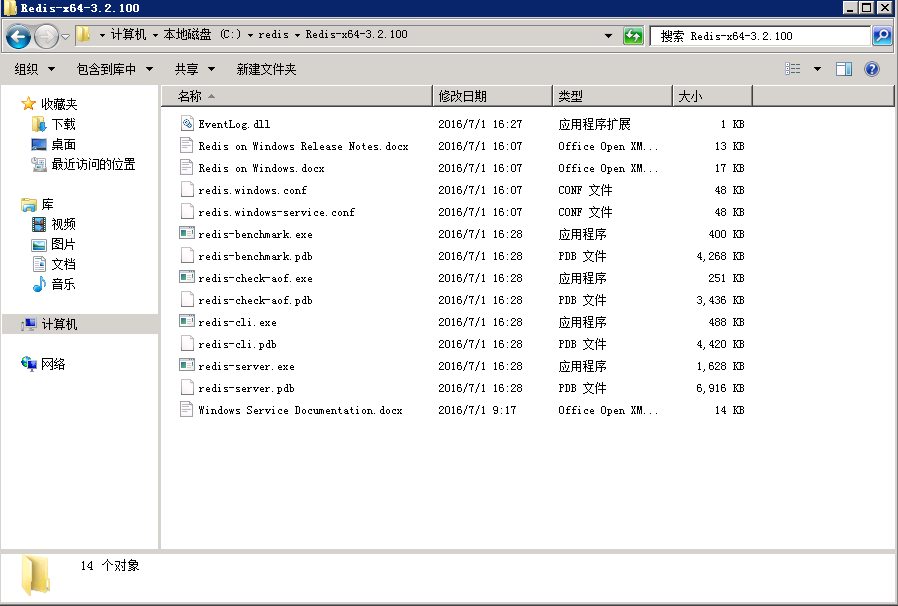 Redis-x64-3.2.100
计算机 本地磁盘 (C:) redis Redis-x64-3.2.100 搜索 Redis-x64-3.2.100
组织 包含到库中 共享 新建文件夹
收藏夹
下载
桌面
最近访问的位置
库
视频
图片
文档
音乐
计算机
网络
名称 修改日期 类型 大小
EventLog.dll 2016/7/1 16:27 应用程序扩展 1 KB
Redis on Windows Release Notes.docx 2016/7/1 16:07 Office Open XM... 13 KB
Redis on Windows.docx 2016/7/1 16:07 Office Open XM... 17 KB
redis.windows.conf 2016/7/1 16:07 CONF 文件 48 KB
redis.windows-service.conf 2016/7/1 16:07 CONF 文件 48 KB
redis-benchmark.exe 2016/7/1 16:28 应用程序 400 KB
redis-benchmark.pdb 2016/7/1 16:28 PDB 文件 4,268 KB
redis-check-aof.exe 2016/7/1 16:28 应用程序 251 KB
redis-check-aof.pdb 2016/7/1 16:28 PDB 文件 3,436 KB
redis-cli.exe 2016/7/1 16:28 应用程序 488 KB
redis-cli.pdb 2016/7/1 16:28 PDB 文件 4,420 KB
redis-server.exe 2016/7/1 16:28 应用程序 1,628 KB
redis-server.pdb 2016/7/1 16:28 PDB 文件 6,916 KB
Windows Service Documentation.docx 2016/7/1 9:17 Office Open XM... 14 KB
14 个对象